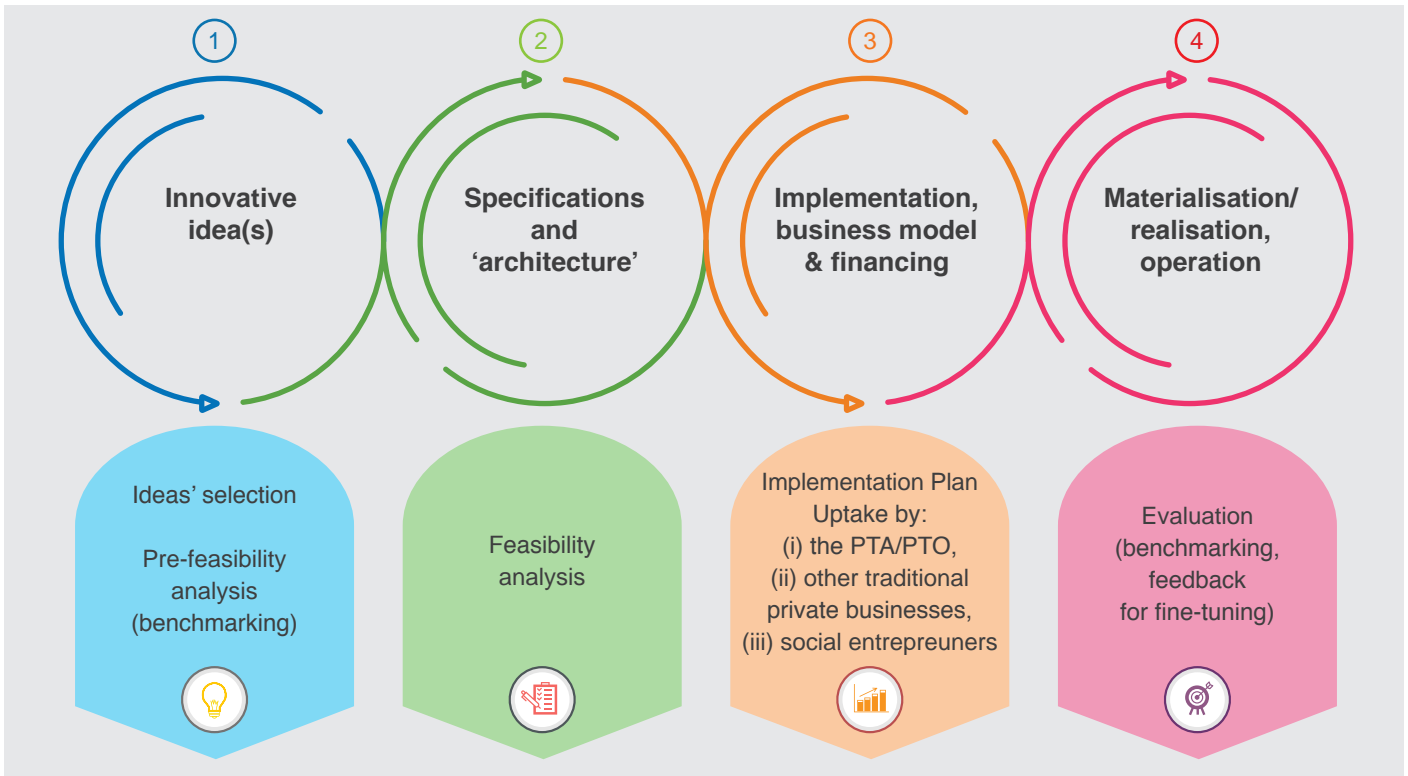 1
Innovative
idea(s)
Ideas’ selection
Pre-feasibility
analysis
(benchmarking)
2
Specifications
and
‘architecture’
Feasibility
analysis
3
Implementation,
business model
& financing
Implementation Plan
Uptake by:
(i) the PTA/PTO,
(ii) other traditional
private businesses,
(iii) social entrepreuners
4
Materialisation/
realisation,
operation
Evaluation
(benchmarking,
feedback
for fine-tuning)